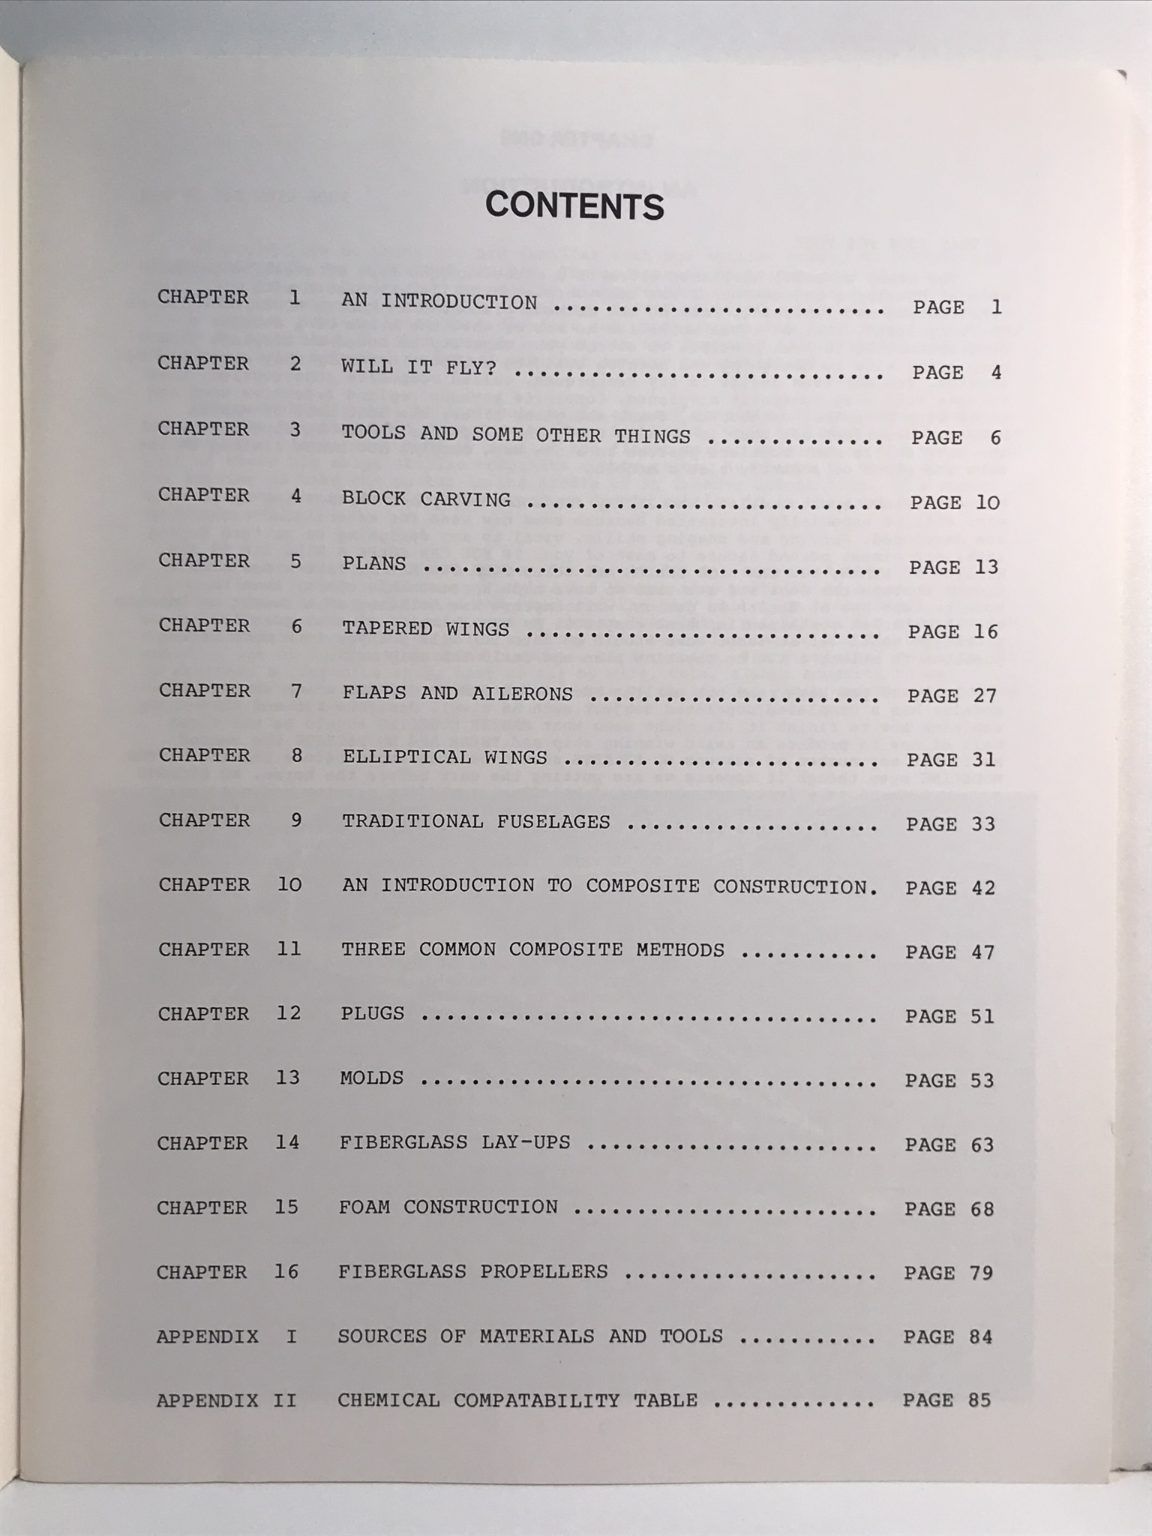 CONTENTS
CHAPTER 1 AN INTRODUCTION .......................... PAGE 1
CHAPTER 2 WILL IT FLY? ............................. PAGE 4
CHAPTER 3 TOOLS AND SOME OTHER THINGS .............. PAGE 6
CHAPTER 4 BLOCK CARVING ............................ PAGE 10
CHAPTER 5 PLANS .................................... PAGE 13
CHAPTER 6 TAPERED WINGS ............................ PAGE 16
CHAPTER 7 FLAPS AND AILERONS ....................... PAGE 27
CHAPTER 8 ELLIPTICAL WINGS ......................... PAGE 31
CHAPTER 9 TRADITIONAL FUSELAGES .................... PAGE 33
CHAPTER 10 AN INTRODUCTION TO COMPOSITE CONSTRUCTION. PAGE 42
CHAPTER 11 THREE COMMON COMPOSITE METHODS ........... PAGE 47
CHAPTER 12 PLUGS .................................... PAGE 51
CHAPTER 13 MOLDS .................................... PAGE 53
CHAPTER 14 FIBERGLASS LAY-UPS ....................... PAGE 63
CHAPTER 15 FOAM CONSTRUCTION ........................ PAGE 68
CHAPTER 16 FIBERGLASS PROPELLERS .................... PAGE 79
APPENDIX I SOURCES OF MATERIALS AND TOOLS ........... PAGE 84
APPENDIX II CHEMICAL COMPATABILITY TABLE ............. PAGE 85